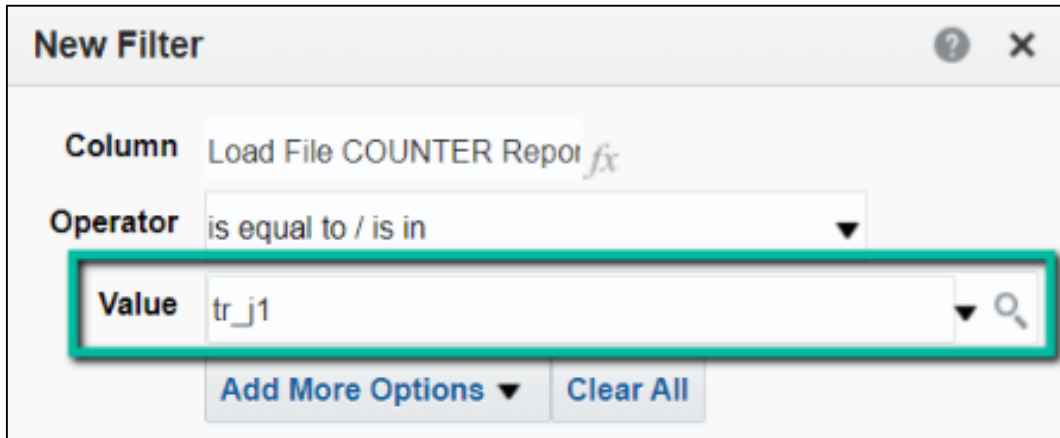 New Filter
Column Load File COUNTER Repor fx
Operator is equal to / is in
Value tr_j1
Add More Options Clear All